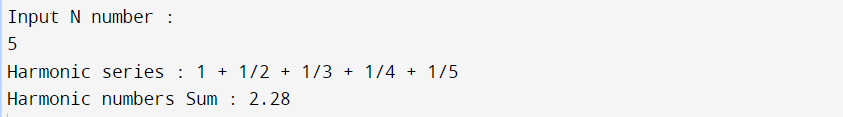 Input N number :
5
Harmonic series : 1 + 1/2 + 1/3 + 1/4 + 1/5
Harmonic numbers Sum : 2.28